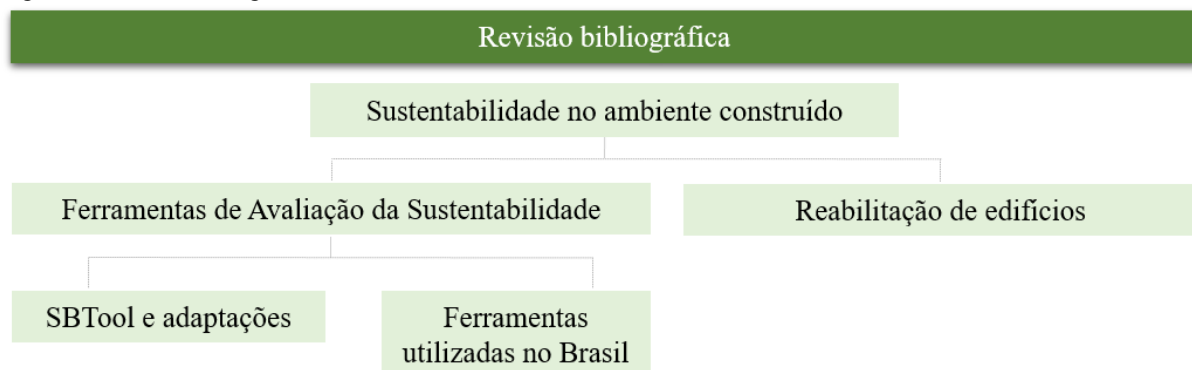 Revisão bibliográfica
Sustentabilidade no ambiente construído
Ferramentas de Avaliação da Sustentabilidade
Reabilitação de edifícios
SBTool e adaptações
Ferramentas
utilizadas no Brasil